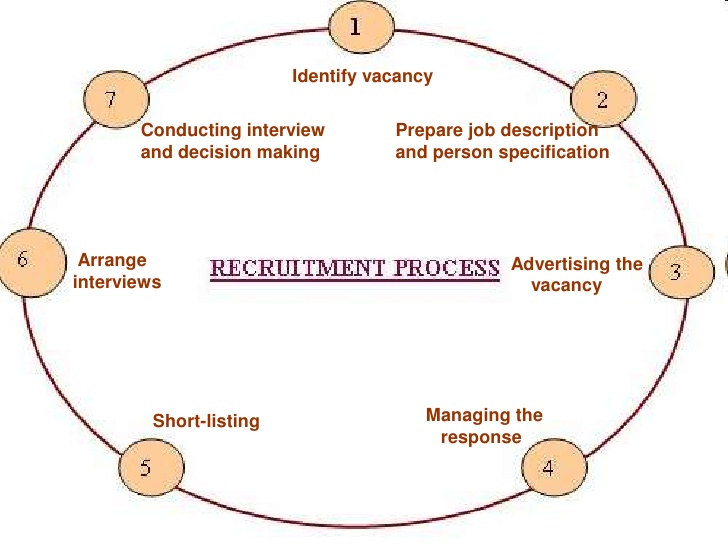 1
Identify vacancy
2
Prepare job description
and person specification
Advertising the
vacancy
3
Managing the
response
4
Short-listing
5
Arrange
interviews
6
Conducting interview
and decision making
7
RECRUITMENT PROCESS